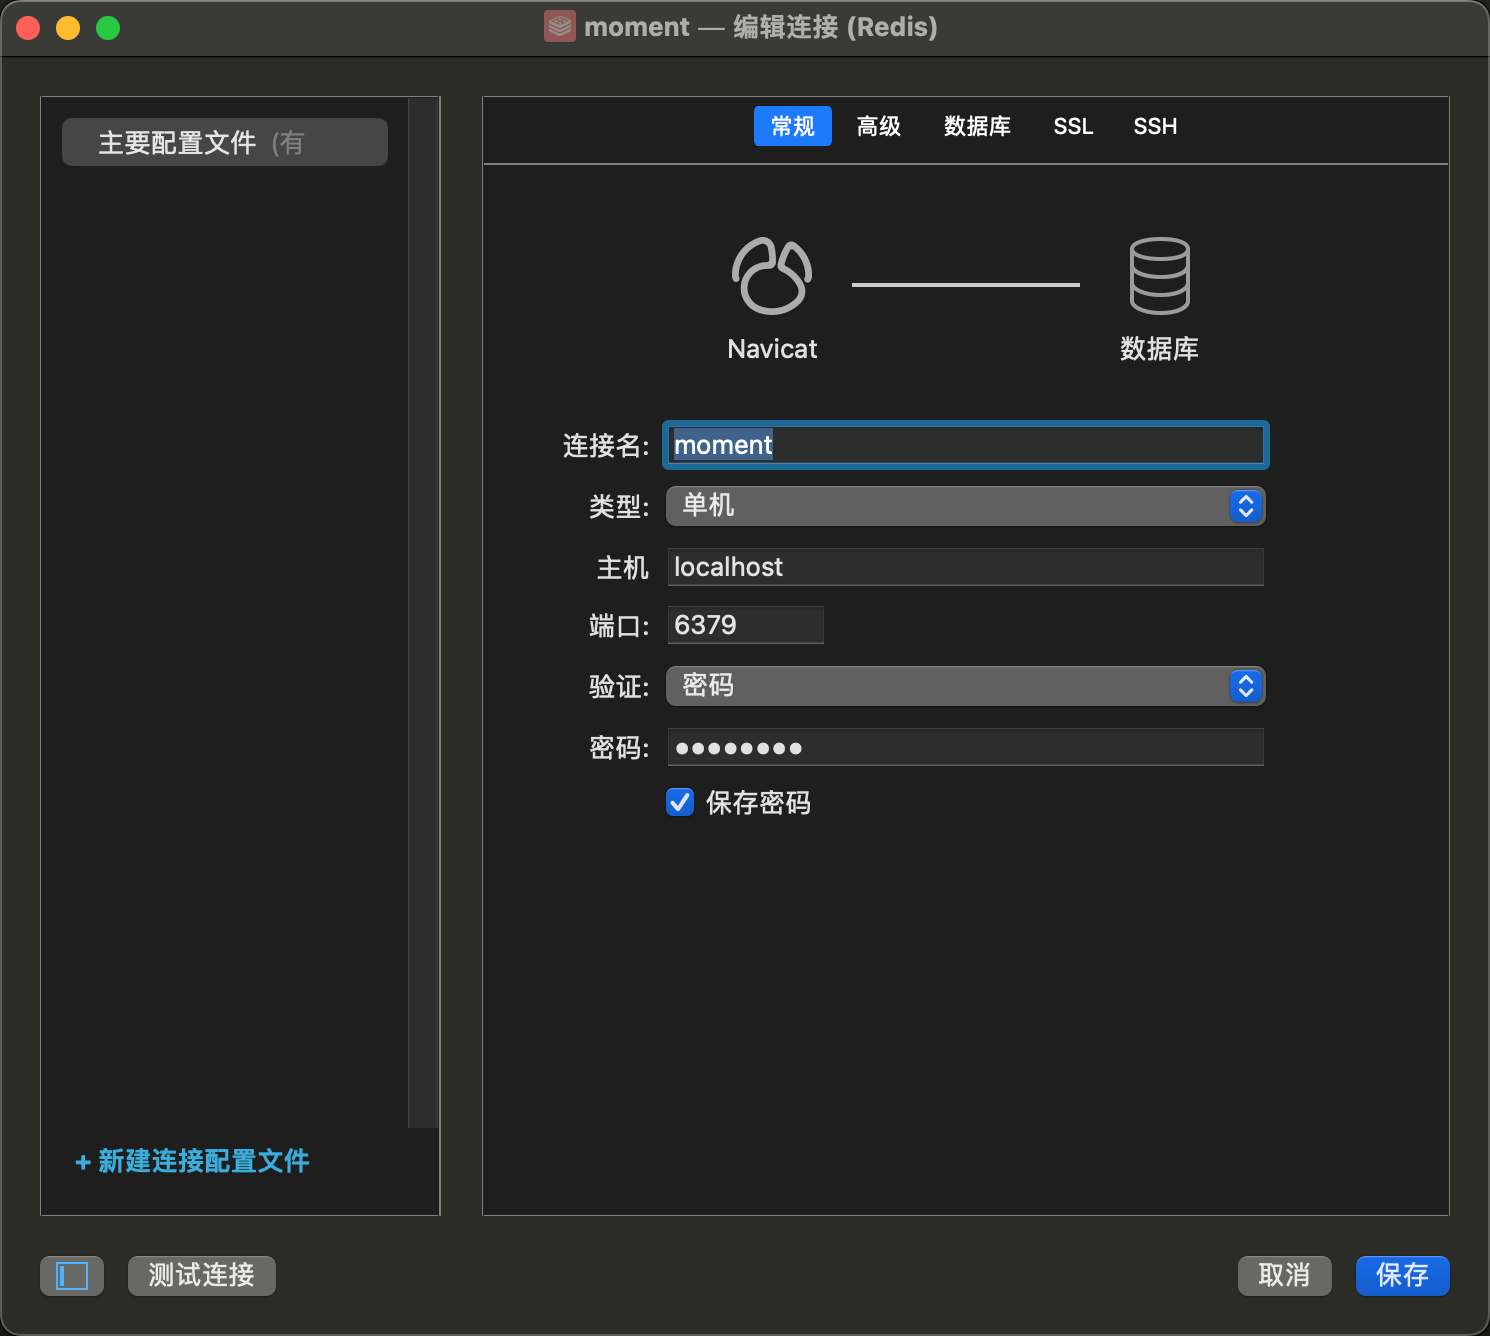 moment — 编辑连接 (Redis)
主要配置文件 (有
常规 高级 数据库 SSL SSH
Navicat 数据库
连接名: moment
类型: 单机
主机 localhost
端口: 6379
验证: 密码
密码: ●●●●●●●●
保存密码
+ 新建连接配置文件
测试连接 取消 保存